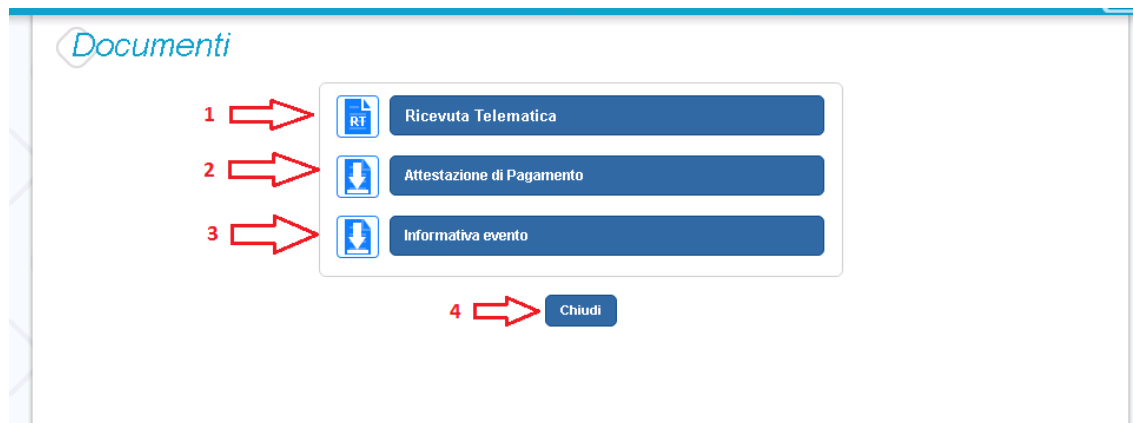 Documenti
1
RT
Ricevuta Telematica
2
Attestazione di Pagamento
3
Informativa evento
4
Chiudi